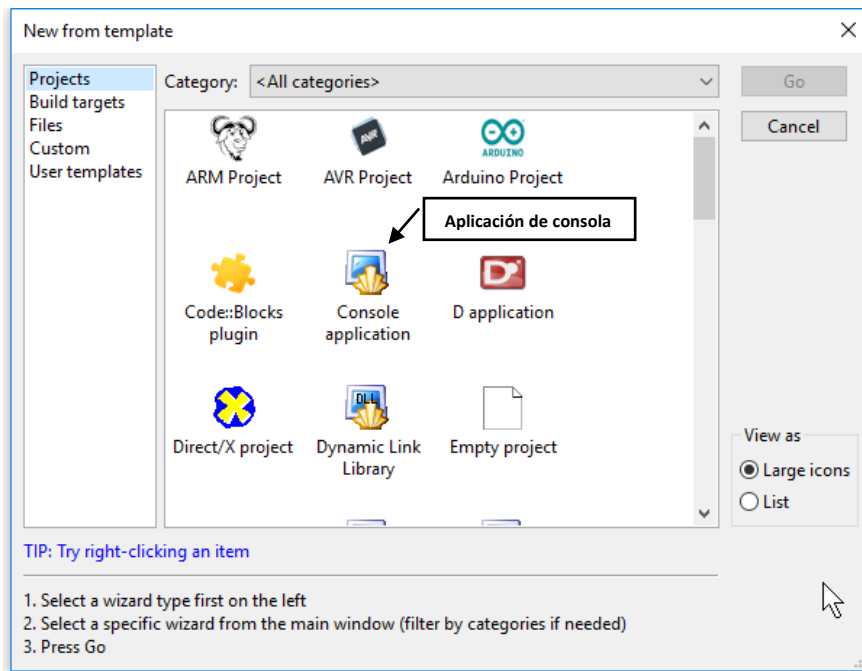 New from template
Projects
Build targets
Files
Custom
User templates
Category: <All categories>
Go
Cancel
AVR
ARDUINO
ARM Project AVR Project Arduino Project
Aplicación de consola
D
Code::Blocks
plugin
Console
application
D application
DLL
Direct/X project
Dynamic Link
Library
Empty project
View as
Large icons
List
TIP: Try right-clicking an item
1. Select a wizard type first on the left
2. Select a specific wizard from the main window (filter by categories if needed)
3. Press Go